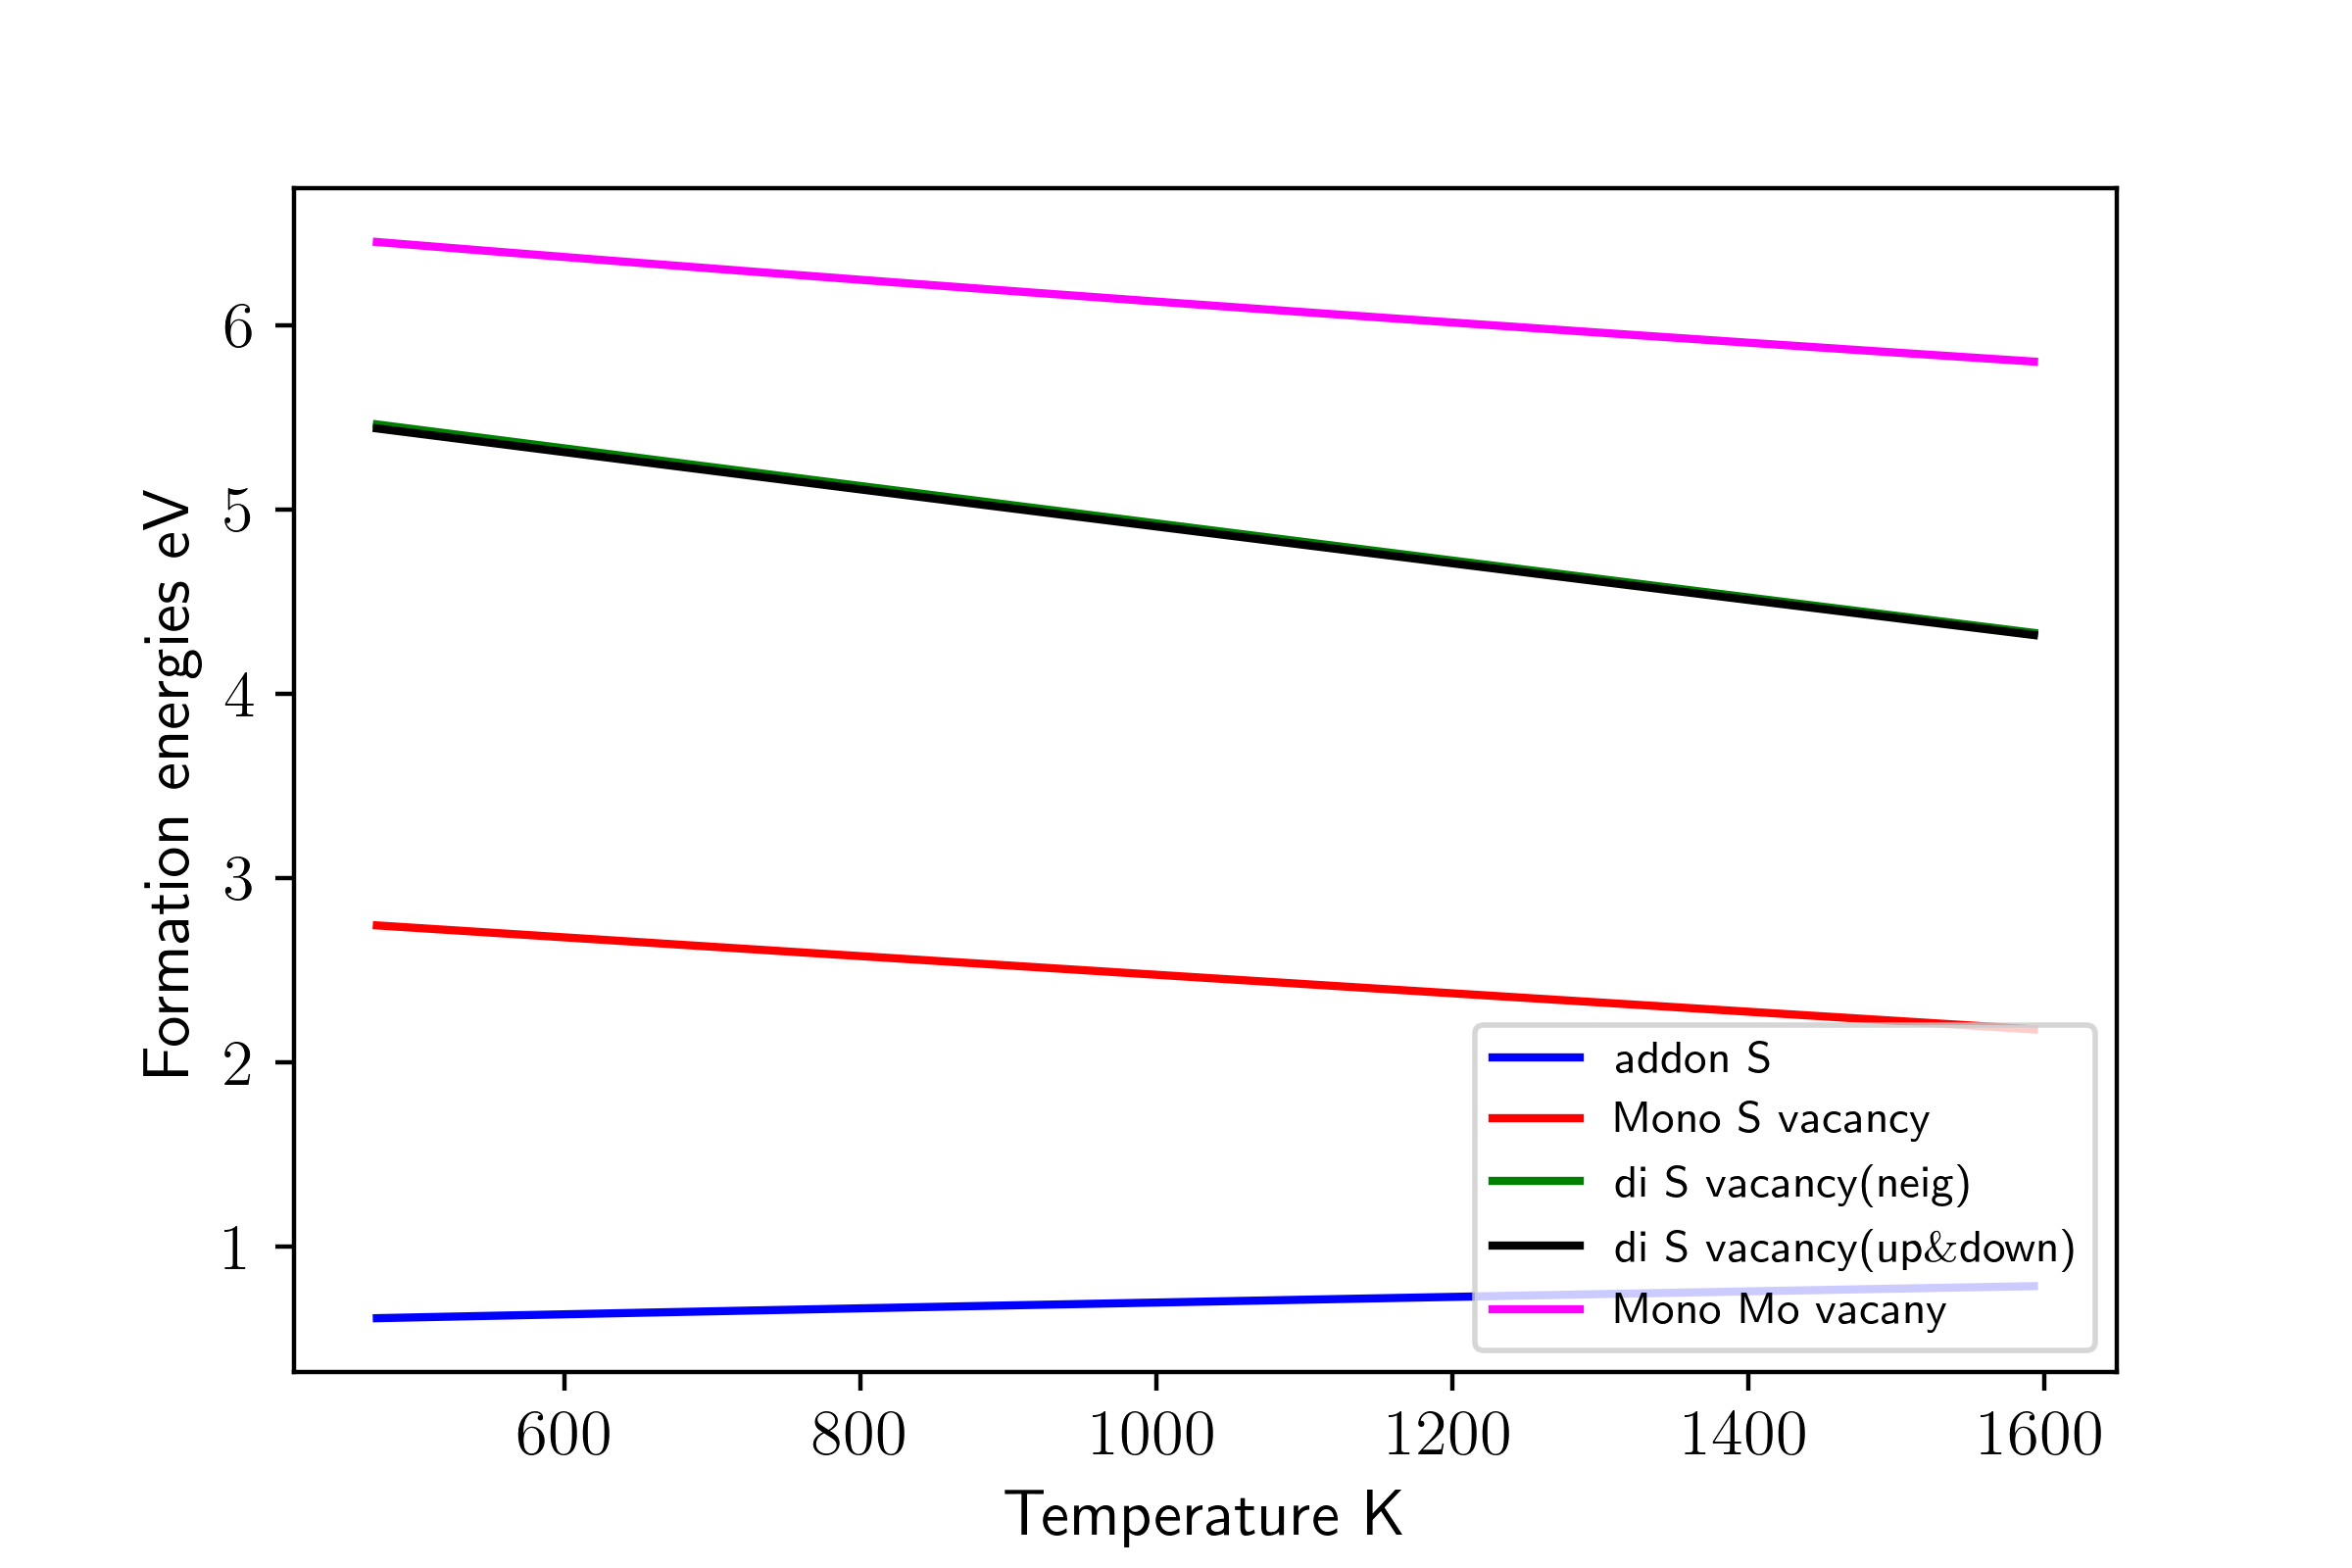 Formation energies eV
6
5
4
3
2
1
addon S
Mono S vacancy
di S vacancy(neig)
di S vacancy(up&down)
Mono Mo vacany
600 800 1000 1200 1400 1600
Temperature K